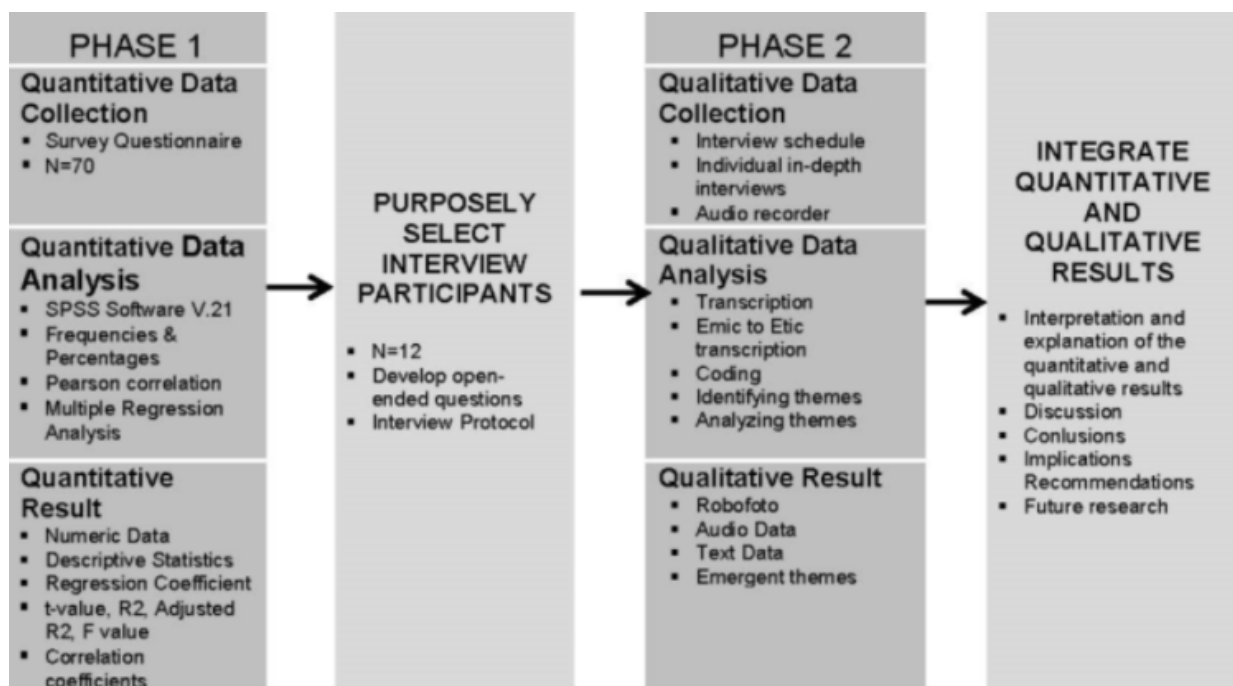 PHASE 1
Quantitative Data
Collection
▪ Survey Questionnaire
▪ N=70
Quantitative Data
Analysis
▪ SPSS Software V.21
▪ Frequencies &
Percentages
▪ Pearson correlation
▪ Multiple Regression
Analysis
Quantitative
Result
▪ Numeric Data
▪ Descriptive Statistics
▪ Regression Coefficient
▪ t-value, R2, Adjusted
R2, F value
▪ Correlation
coefficients
PURPOSELY
SELECT
INTERVIEW
PARTICIPANTS
▪ N=12
▪ Develop open-
ended questions
▪ Interview Protocol
PHASE 2
Qualitative Data
Collection
▪ Interview schedule
▪ Individual in-depth
interviews
▪ Audio recorder
Qualitative Data
Analysis
▪ Transcription
▪ Emic to Etic
transcription
▪ Coding
▪ Identifying themes
▪ Analyzing themes
Qualitative Result
▪ Robofoto
▪ Audio Data
▪ Text Data
▪ Emergent themes
INTEGRATE
QUANTITATIVE
AND
QUALITATIVE
RESULTS
▪ Interpretation and
explanation of the
quantitative and
qualitative results
▪ Discussion
▪ Conlusions
▪ Implications
Recommendations
▪ Future research